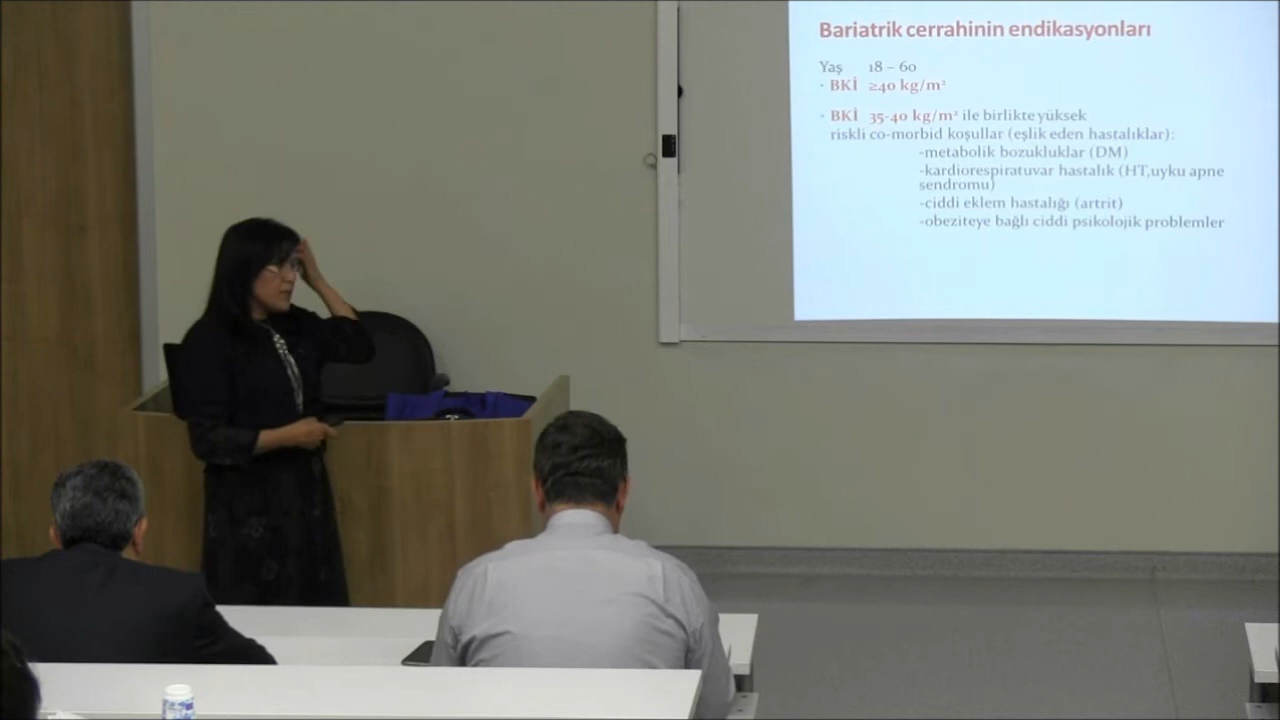 Bariatrik cerrahinin endikasyonları
Yaş 18 – 60
· BKİ ≥40 kg/m²
· BKİ 35-40 kg/m² ile birlikte yüksek
riskli co-morbid koşullar (eşlik eden hastalıklar):
-metabolik bozukluklar (DM)
-kardiorespiratuvar hastalık (HT,uyku apne
sendromu)
-ciddi eklem hastalığı (artrit)
-obeziteye bağlı ciddi psikolojik problemler